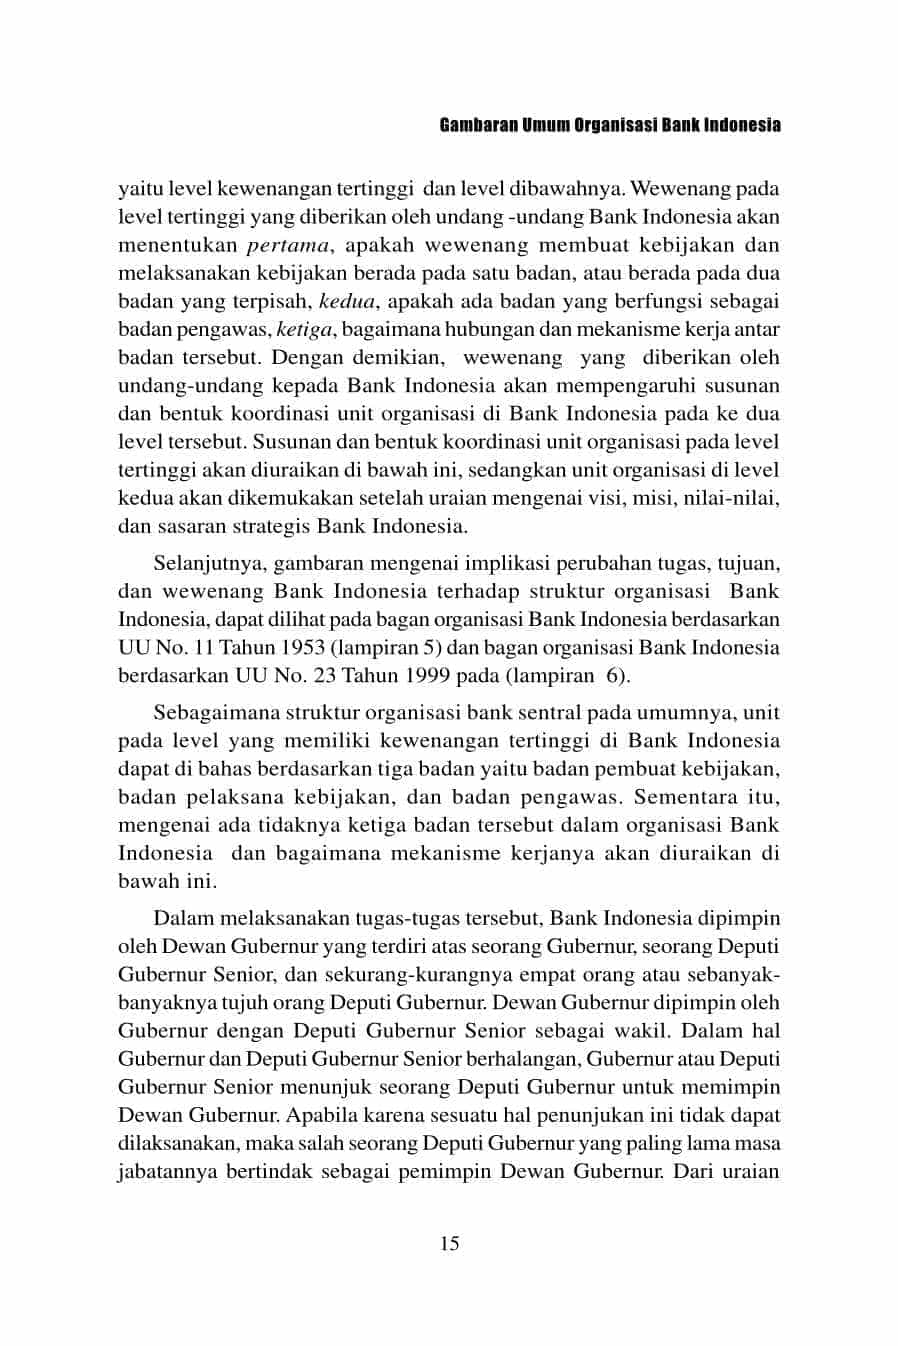 Gambaran Umum Organisasi Bank Indonesia
yaitu level kewenangan tertinggi dan level dibawahnya. Wewenang pada
level tertinggi yang diberikan oleh undang -undang Bank Indonesia akan
menentukan pertama, apakah wewenang membuat kebijakan dan
melaksanakan kebijakan berada pada satu badan, atau berada pada dua
badan yang terpisah, kedua, apakah ada badan yang berfungsi sebagai
badan pengawas, ketiga, bagaimana hubungan dan mekanisme kerja antar
badan tersebut. Dengan demikian, wewenang yang diberikan oleh
undang-undang kepada Bank Indonesia akan mempengaruhi susunan
dan bentuk koordinasi unit organisasi di Bank Indonesia pada ke dua
level tersebut. Susunan dan bentuk koordinasi unit organisasi pada level
tertinggi akan diuraikan di bawah ini, sedangkan unit organisasi di level
kedua akan dikemukakan setelah uraian mengenai visi, misi, nilai-nilai,
dan sasaran strategis Bank Indonesia.
Selanjutnya, gambaran mengenai implikasi perubahan tugas, tujuan,
dan wewenang Bank Indonesia terhadap struktur organisasi Bank
Indonesia, dapat dilihat pada bagan organisasi Bank Indonesia berdasarkan
UU No. 11 Tahun 1953 (lampiran 5) dan bagan organisasi Bank Indonesia
berdasarkan UU No. 23 Tahun 1999 pada (lampiran 6).
Sebagaimana struktur organisasi bank sentral pada umumnya, unit
pada level yang memiliki kewenangan tertinggi di Bank Indonesia
dapat di bahas berdasarkan tiga badan yaitu badan pembuat kebijakan,
badan pelaksana kebijakan, dan badan pengawas. Sementara itu,
mengenai ada tidaknya ketiga badan tersebut dalam organisasi Bank
Indonesia dan bagaimana mekanisme kerjanya akan diuraikan di
bawah ini.
Dalam melaksanakan tugas-tugas tersebut, Bank Indonesia dipimpin
oleh Dewan Gubernur yang terdiri atas seorang Gubernur, seorang Deputi
Gubernur Senior, dan sekurang-kurangnya empat orang atau sebanyak-
banyaknya tujuh orang Deputi Gubernur. Dewan Gubernur dipimpin oleh
Gubernur dengan Deputi Gubernur Senior sebagai wakil. Dalam hal
Gubernur dan Deputi Gubernur Senior berhalangan, Gubernur atau Deputi
Gubernur Senior menunjuk seorang Deputi Gubernur untuk memimpin
Dewan Gubernur. Apabila karena sesuatu hal penunjukan ini tidak dapat
dilaksanakan, maka salah seorang Deputi Gubernur yang paling lama masa
jabatannya bertindak sebagai pemimpin Dewan Gubernur. Dari uraian
15